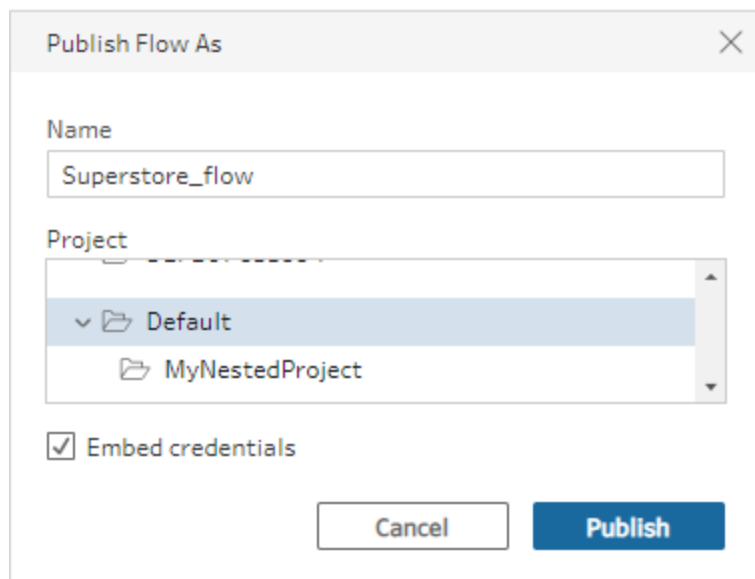 Publish Flow As
Name
Superstore_flow
Project
Default
MyNestedProject
Embed credentials
Cancel
Publish